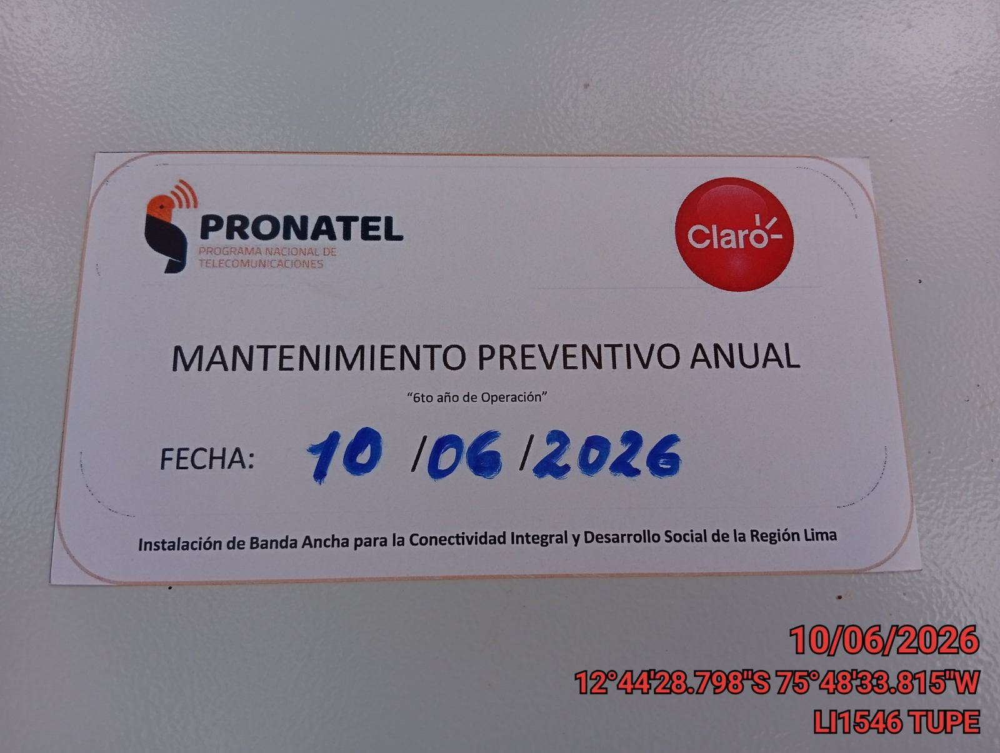 PRONATEL
PROGRAMA NACIONAL DE
TELECOMUNICACIONES
Claro
MANTENIMIENTO PREVENTIVO ANUAL
“6to año de Operación”
FECHA: 10 /06 /2026
Instalación de Banda Ancha para la Conectividad Integral y Desarrollo Social de la Región Lima
10/06/2026
12°44'28.798"S 75°48'33.815"W
LI1546 TUPE